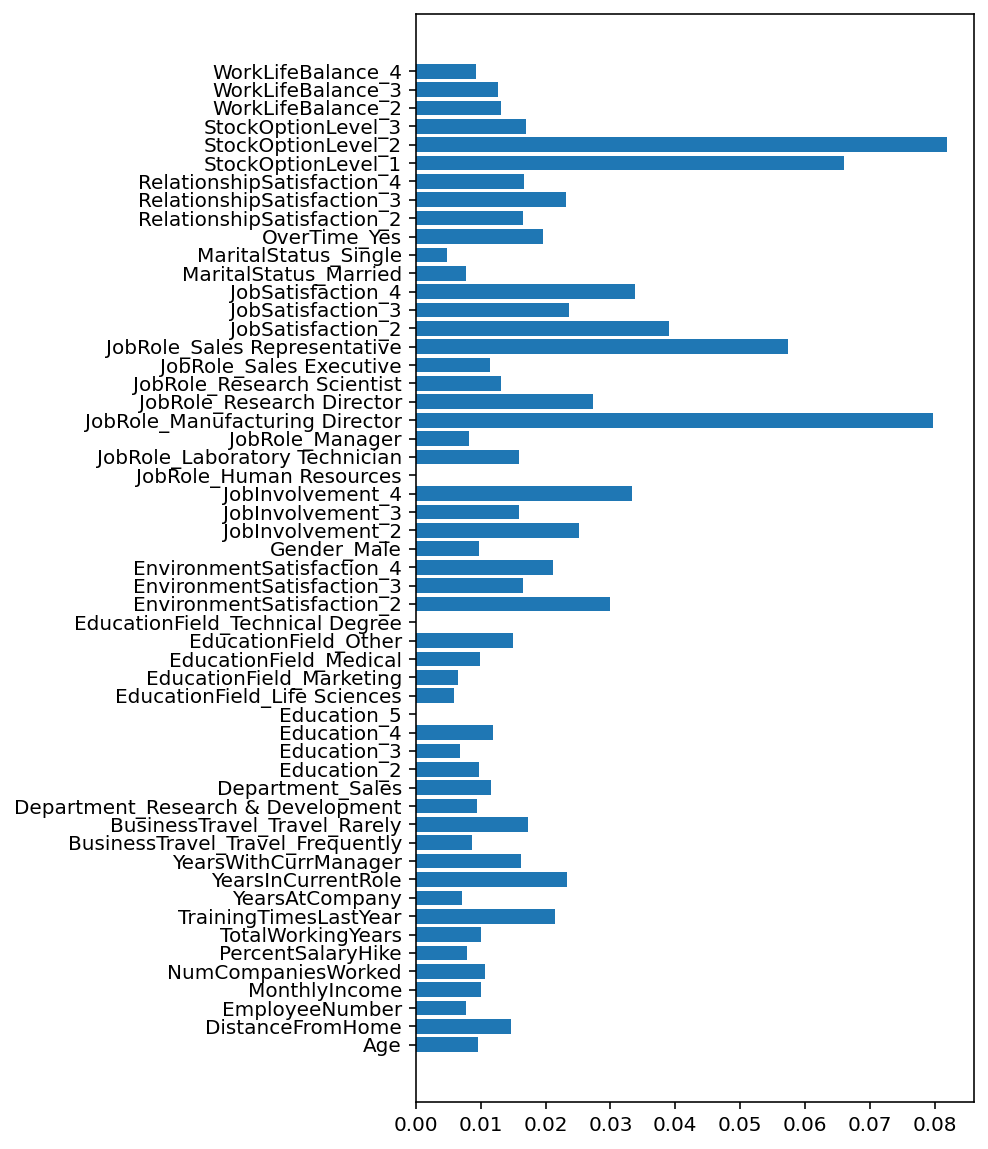 WorkLifeBalance_4
WorkLifeBalance_3
WorkLifeBalance_2
StockOptionLevel_3
StockOptionLevel_2
StockOptionLevel_1
RelationshipSatisfaction_4
RelationshipSatisfaction_3
RelationshipSatisfaction_2
OverTime_Yes
MaritalStatus_Single
MaritalStatus_Married
JobSatisfaction_4
JobSatisfaction_3
JobSatisfaction_2
JobRole_Sales Representative
JobRole_Sales Executive
JobRole_Research Scientist
JobRole_Research Director
JobRole_Manufacturing Director
JobRole_Manager
JobRole_Laboratory Technician
JobRole_Human Resources
JobInvolvement_4
JobInvolvement_3
JobInvolvement_2
Gender_Male
EnvironmentSatisfaction_4
EnvironmentSatisfaction_3
EnvironmentSatisfaction_2
EducationField_Technical Degree
EducationField_Other
EducationField_Medical
EducationField_Marketing
EducationField_Life Sciences
Education_5
Education_4
Education_3
Education_2
Department_Sales
Department_Research & Development
BusinessTravel_Travel_Rarely
BusinessTravel_Travel_Frequently
YearsWithCurrManager
YearsInCurrentRole
YearsAtCompany
TrainingTimesLastYear
TotalWorkingYears
PercentSalaryHike
NumCompaniesWorked
MonthlyIncome
EmployeeNumber
DistanceFromHome
Age
0.00 0.01 0.02 0.03 0.04 0.05 0.06 0.07 0.08